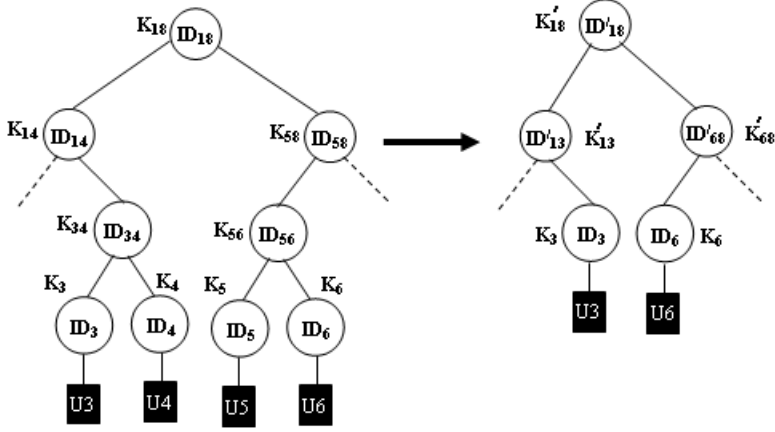 K₁₈ ID₁₈ K′₁₈ ID′₁₈
K₁₄ ID₁₄ K₅₈ ID₅₈ ID′₁₃ K′₁₃ ID′₆₈ K′₆₈
K₃₄ ID₃₄ K₅₆ ID₅₆ K₃ ID₃ ID₆ K₆
K₃ K₄ K₅ K₆
ID₃ ID₄ ID₅ ID₆ U3 U6
U3 U4 U5 U6